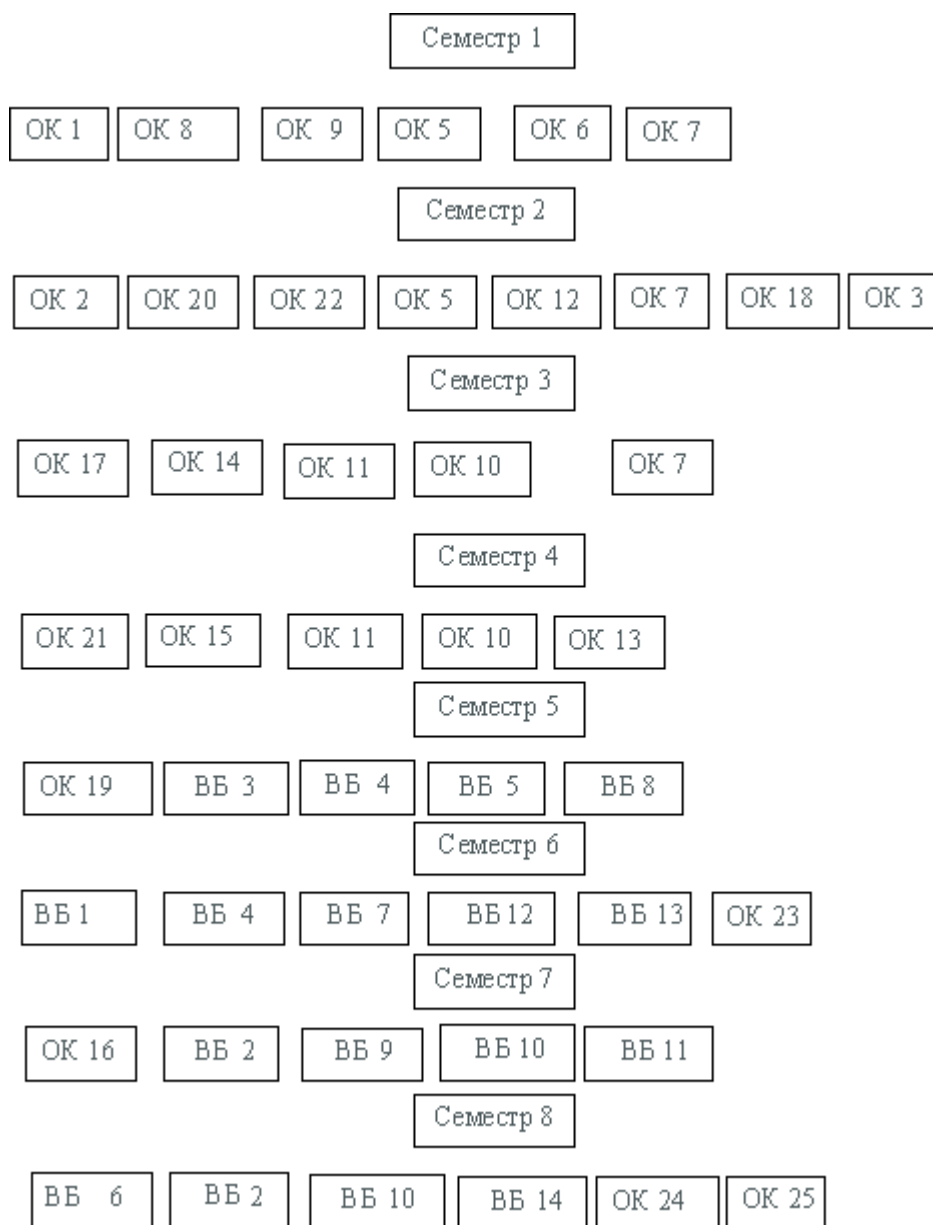 Семестр 1
ОК 1 ОК 8 ОК 9 ОК 5 ОК 6 ОК 7
Семестр 2
ОК 2 ОК 20 ОК 22 ОК 5 ОК 12 ОК 7 ОК 18 ОК 3
Семестр 3
ОК 17 ОК 14 ОК 11 ОК 10 ОК 7
Семестр 4
ОК 21 ОК 15 ОК 11 ОК 10 ОК 13
Семестр 5
ОК 19 ВБ 3 ВБ 4 ВБ 5 ВБ 8
Семестр 6
ВБ 1 ВБ 4 ВБ 7 ВБ 12 ВБ 13 ОК 23
Семестр 7
ОК 16 ВБ 2 ВБ 9 ВБ 10 ВБ 11
Семестр 8
ВБ 6 ВБ 2 ВБ 10 ВБ 14 ОК 24 ОК 25